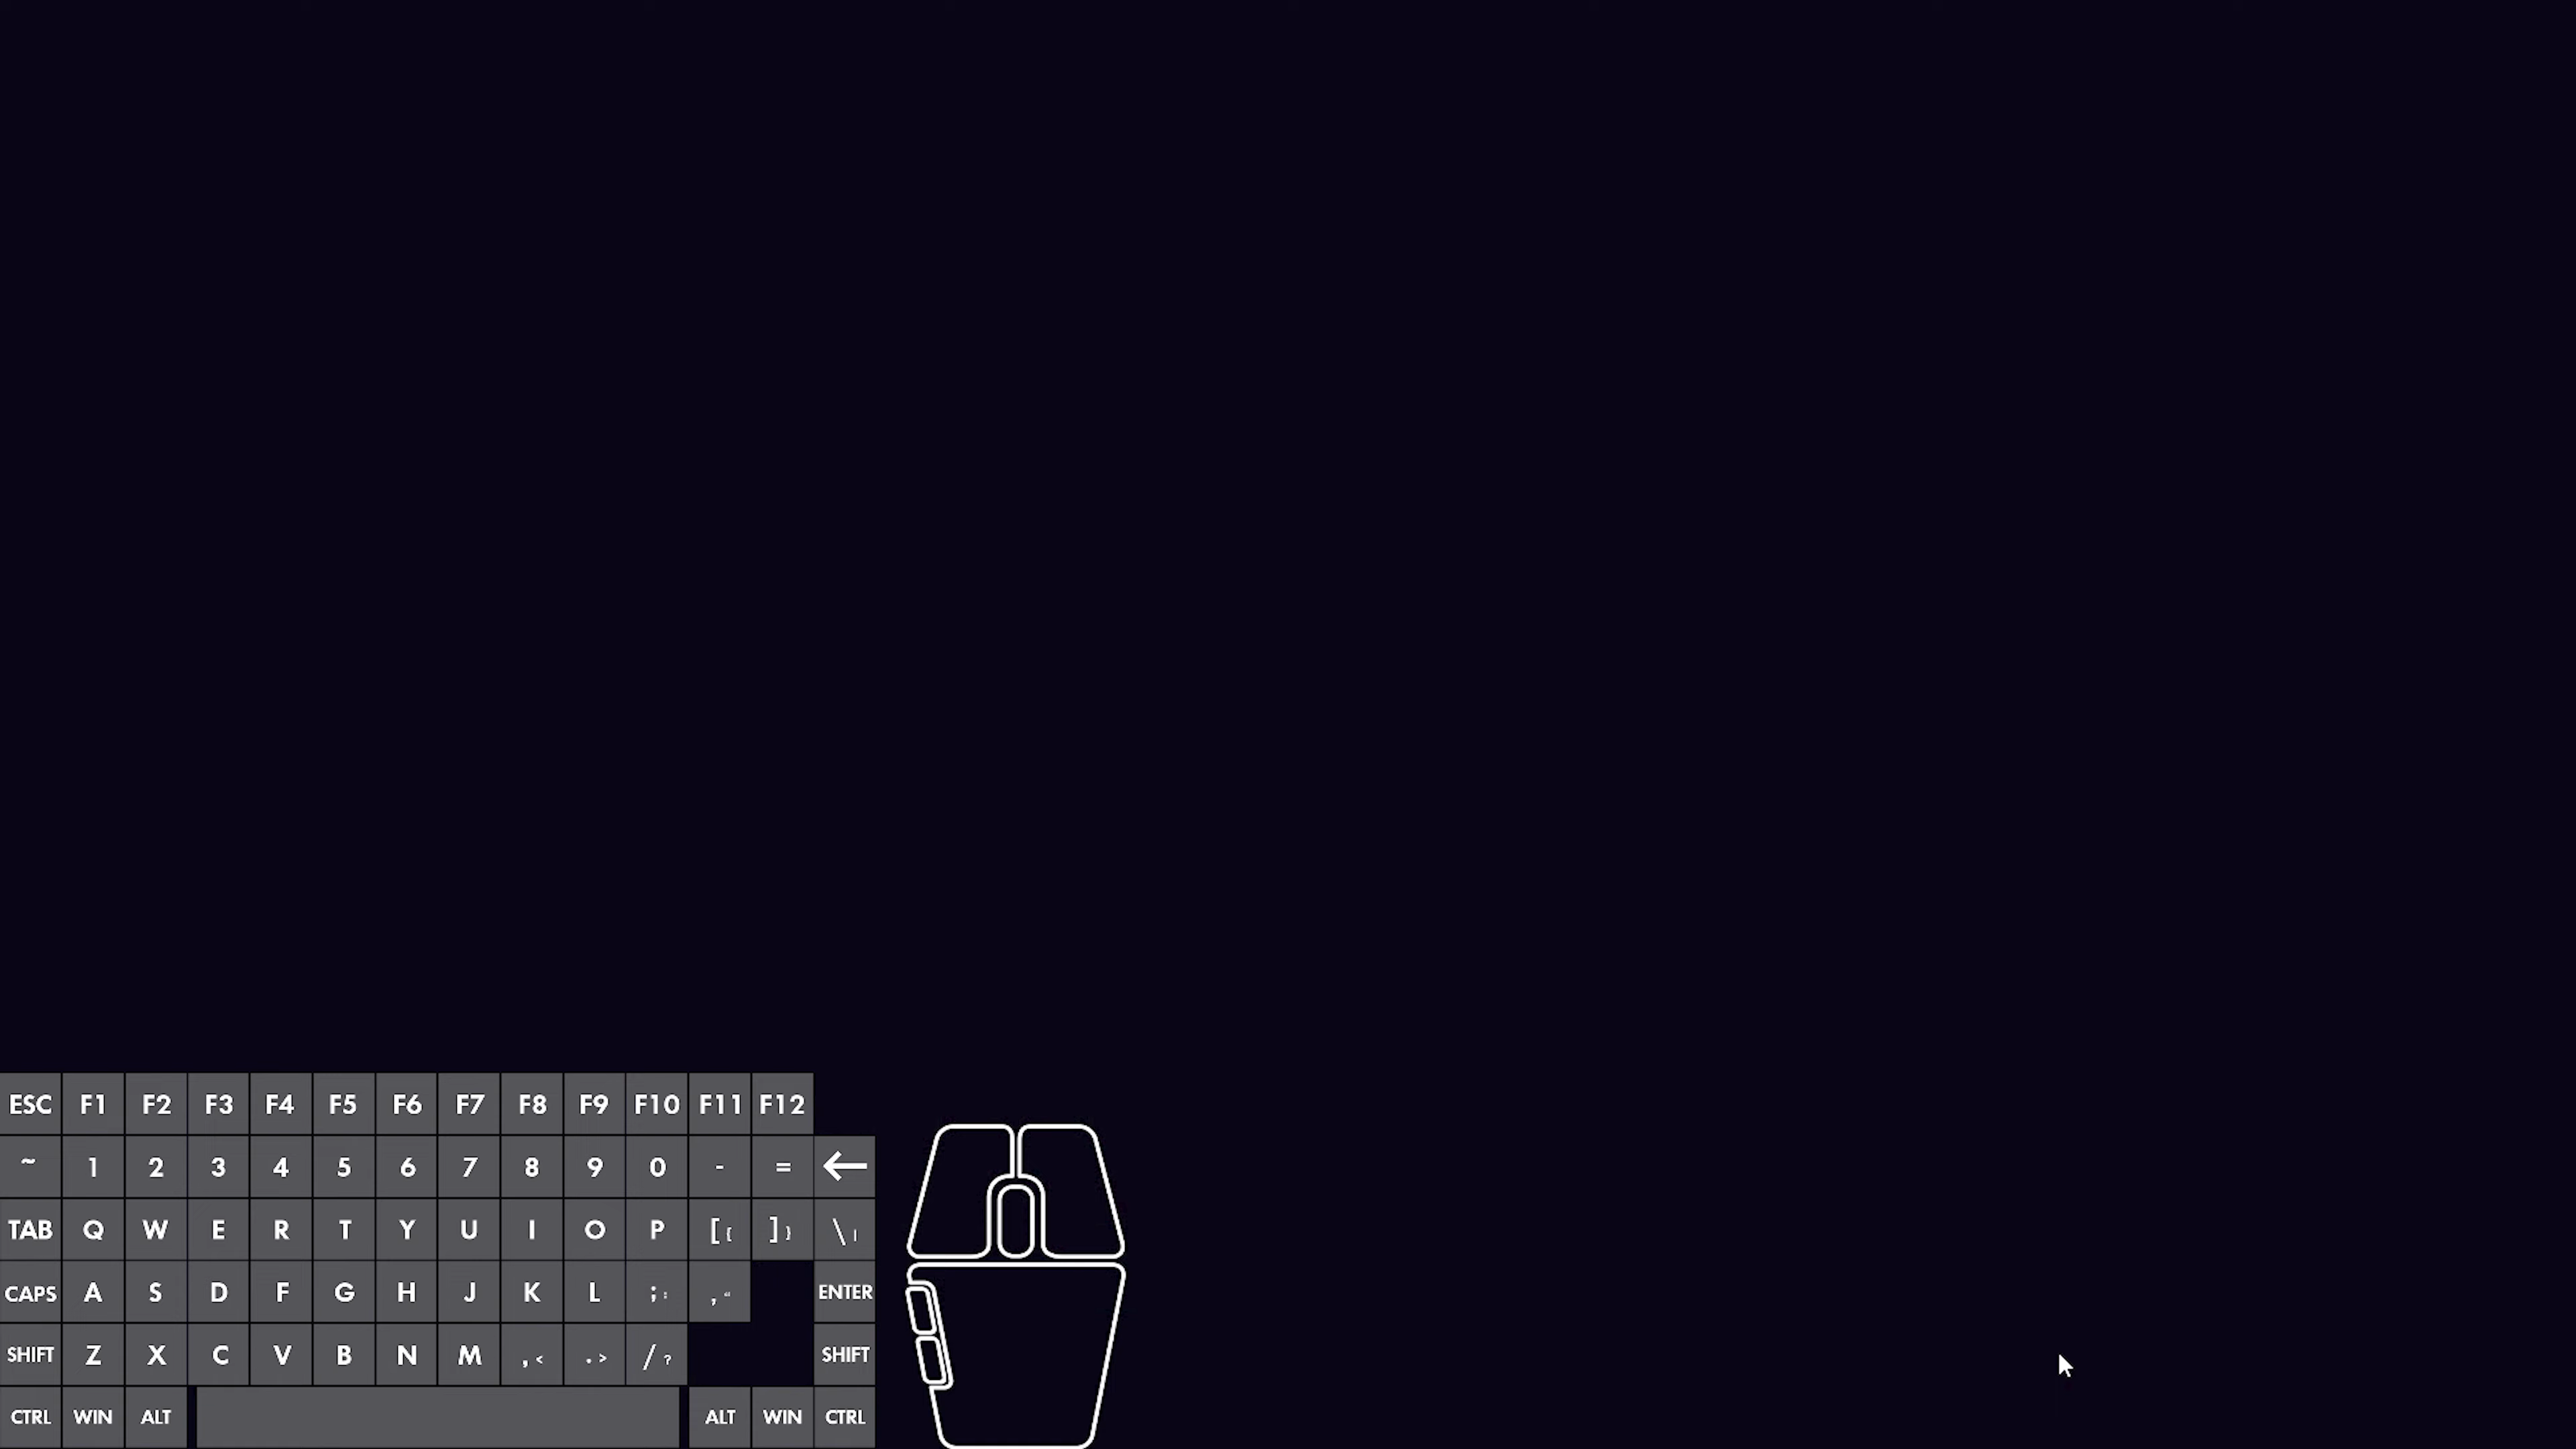 ESC F1 F2 F3 F4 F5 F6 F7 F8 F9 F10 F11 F12
~ 1 2 3 4 5 6 7 8 9 0 - = ←
TAB Q W E R T Y U I O P [ { ] } \ |
CAPS A S D F G H J K L ; : , “ ENTER
SHIFT Z X C V B N M , < . > / ? SHIFT
CTRL WIN ALT ALT WIN CTRL